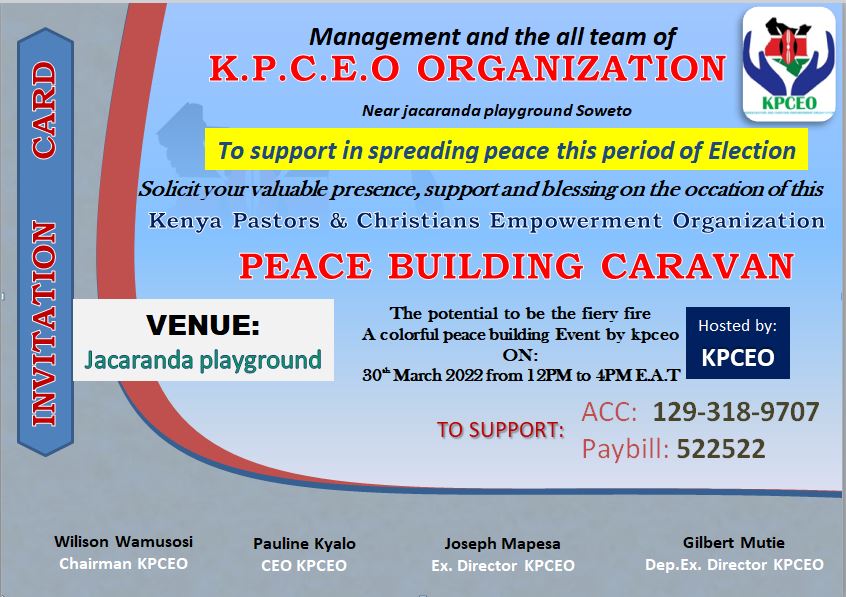 INVITATION CARD
Management and the all team of
K.P.C.E.O ORGANIZATION
KPCEO
Near jacaranda playground Soweto
To support in spreading peace this period of Election
Solicit your valuable presence, support and blessing on the occation of this
Kenya Pastors & Christians Empowerment Organization
PEACE BUILDING CARAVAN
VENUE:
Jacaranda playground
The potential to be the fiery fire
A colorful peace building Event by kpceo
ON:
30th March 2022 from 12PM to 4PM E.A.T
Hosted by:
KPCEO
TO SUPPORT:
ACC: 129-318-9707
Paybill: 522522
Wilison Wamusosi
Chairman KPCEO
Pauline Kyalo
CEO KPCEO
Joseph Mapesa
Ex. Director KPCEO
Gilbert Mutie
Dep.Ex. Director KPCEO